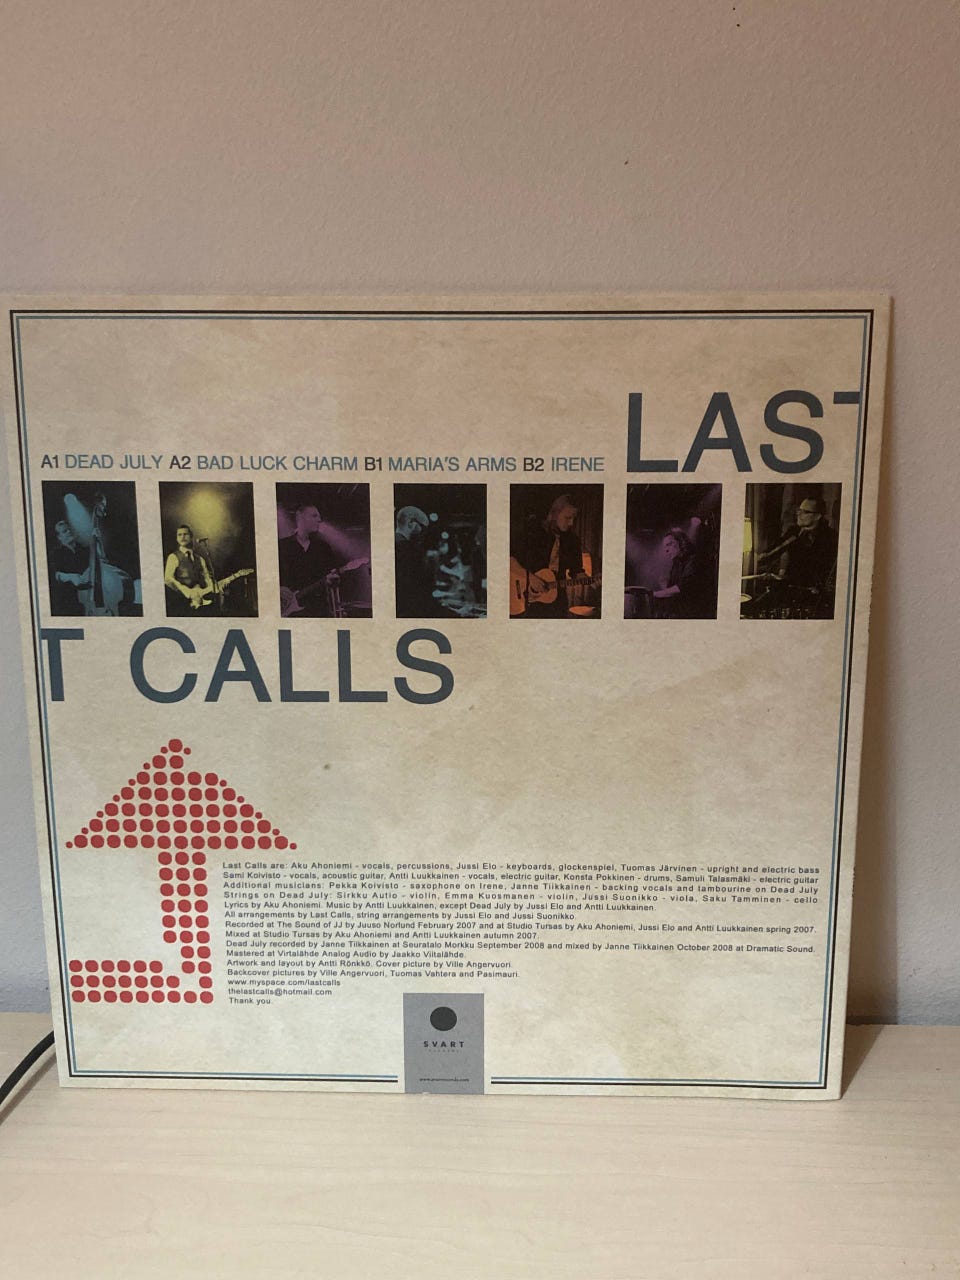 LAST
A1 DEAD JULY A2 BAD LUCK CHARM B1 MARIA'S ARMS B2 IRENE
T CALLS
Last Calls are: Aku Ahoniemi - vocals, percussions, Jussi Elo - keyboards, glockenspiel, Tuomas Järvinen - upright and electric bass
Sami Koivisto - vocals, acoustic guitar, Antti Luukkainen - vocals, electric guitar, Konsta Pokkinen - drums, Samuli Talasmäki - electric guitar
Additional musicians: Pekka Koivisto - saxophone on Irene, Janne Tiikkainen - backing vocals and tambourine on Dead July
Strings on Dead July: Sirkku Autio - violin, Emma Kuosmanen - violin, Jussi Suonikko - viola, Saku Tamminen - cello
Lyrics by Aku Ahoniemi. Music by Antti Luukkainen, except Dead July by Jussi Elo and Antti Luukkainen.
All arrangements by Last Calls, string arrangements by Jussi Elo and Jussi Suonikko.
Recorded at The Sound of JJ by Juuso Norlund February 2007 and at Studio Tursas by Aku Ahoniemi, Jussi Elo and Antti Luukkainen spring 2007.
Mixed at Studio Tursas by Aku Ahoniemi and Antti Luukkainen autumn 2007.
Dead July recorded by Janne Tiikkainen at Seuratalo Morkku September 2008 and mixed by Janne Tiikkainen October 2008 at Dramatic Sound.
Mastered at Virtalähde Analog Audio by Jaakko Viitalähde.
Artwork and layout by Antti Rönkkö. Cover picture by Ville Angervuori.
Backcover pictures by Ville Angervuori, Tuomas Vahtera and Pasimauri.
www.myspace.com/lastcalls
thelastcalls@hotmail.com
Thank you.
SVART
www.svartrecords.com